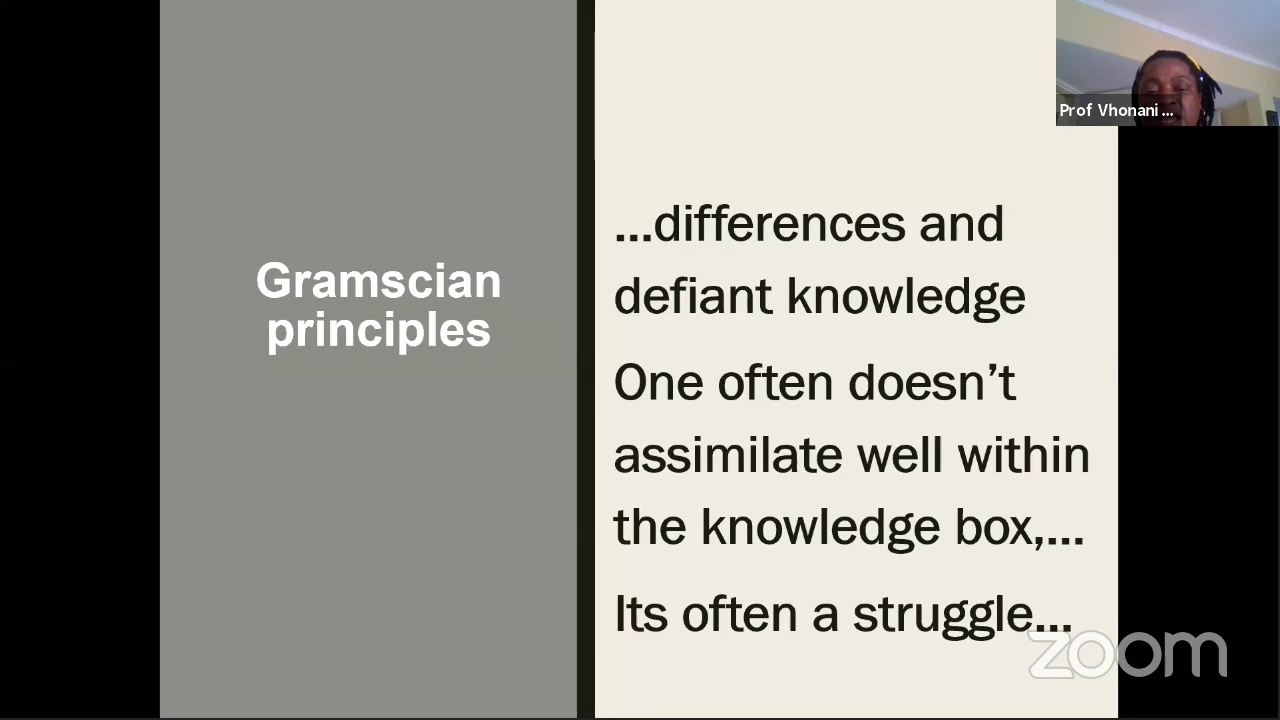 Prof Vhonani ...
Gramscian
principles
...differences and
defiant knowledge
One often doesn’t
assimilate well within
the knowledge box,...
Its often a struggle...
zoom